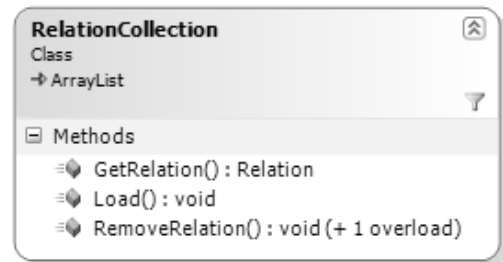 RelationCollection
Class
ArrayList
Methods
GetRelation() : Relation
Load() : void
RemoveRelation() : void (+ 1 overload)